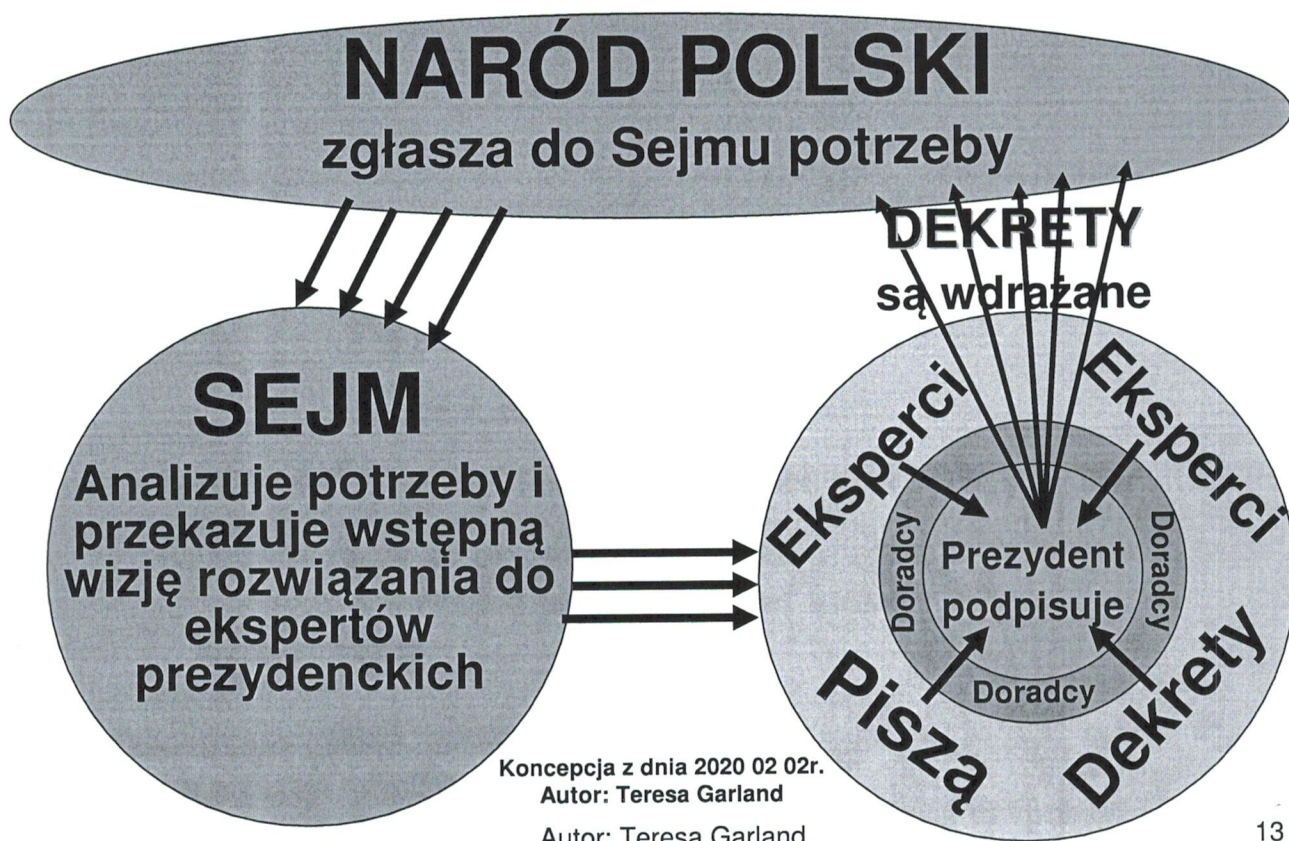 NARÓD POLSKI
zgłasza do Sejmu potrzeby
DEKRETY
są wdrażane
SEJM
Analizuje potrzeby i
przekazuje wstępną
wizję rozwiązania do
ekspertów
prezydenckich
Eksperci
Eksperci
Doradcy
Doradcy
Prezydent
podpisuje
Doradcy
Piszą
Dekrety
Koncepcja z dnia 2020 02 02r.
Autor: Teresa Garland
Autor: Teresa Garland
13